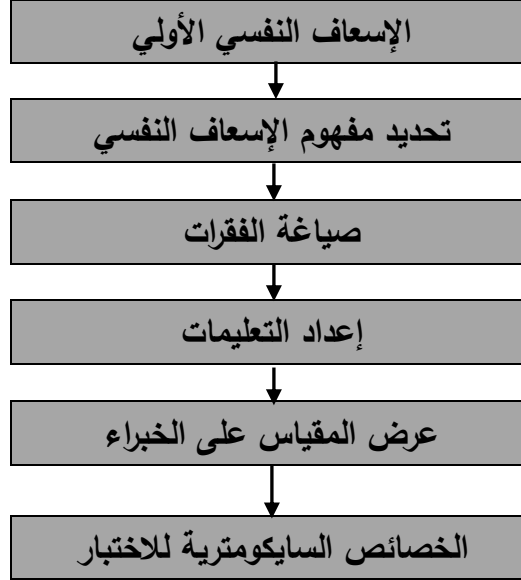 الإسعاف النفسي الأولي
تحديد مفهوم الإسعاف النفسي
صياغة الفقرات
إعداد التعليمات
عرض المقياس على الخبراء
الخصائص السايكومترية للاختبار